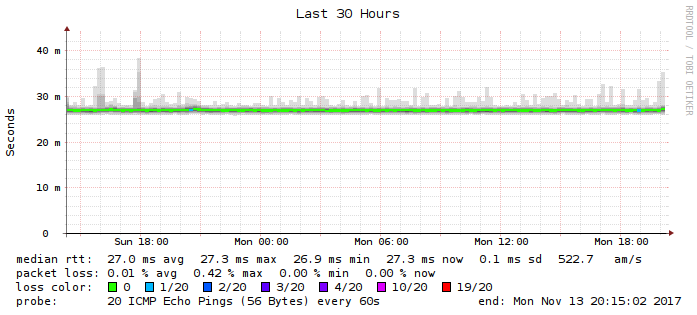 Last 30 Hours
RRDTOOL / TOBI OETIKER
Seconds
40 m
30 m
20 m
10 m
0
Sun 18:00 Mon 00:00 Mon 06:00 Mon 12:00 Mon 18:00
median rtt: 27.0 ms avg 27.3 ms max 26.9 ms min 27.3 ms now 0.1 ms sd 522.7 am/s
packet loss: 0.01 % avg 0.42 % max 0.00 % min 0.00 % now
loss color: 0 1/20 2/20 3/20 4/20 10/20 19/20
probe: 20 ICMP Echo Pings (56 Bytes) every 60s end: Mon Nov 13 20:15:02 2017